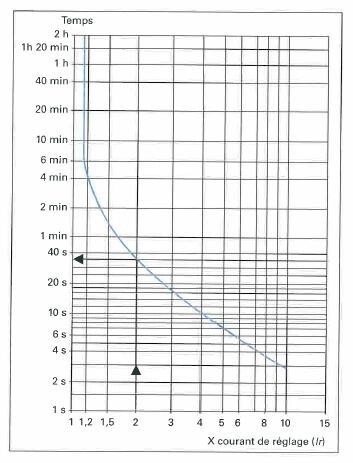 Temps
2 h
1h 20 min
1 h
40 min
20 min
10 min
6 min
4 min
2 min
1 min
40 s
20 s
10 s
6 s
4 s
2 s
1 s
1 1,2 1,5 2 3 4 5 6 8 10 15
X courant de réglage (Ir)